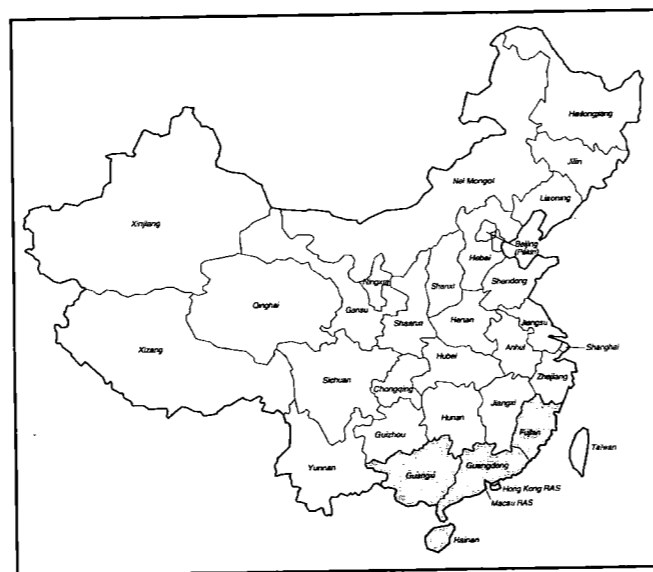 Heilongjiang
Jilin
Nei Mongol
Liaoning
Xinjiang
Beijing
(Pékin)
Hebei
Ningxia
Shanxi
Shandong
Qinghai
Gansu
Shaanxi
Henan
Jiangsu
Shanghai
Xizang
Anhui
Hubei
Zhejiang
Sichuan
Chongqing
Jiangxi
Hunan
Fujian
Guizhou
Taiwan
Yunnan
Guangxi
Guangdong
Hong Kong RAS
Macau RAS
Hainan